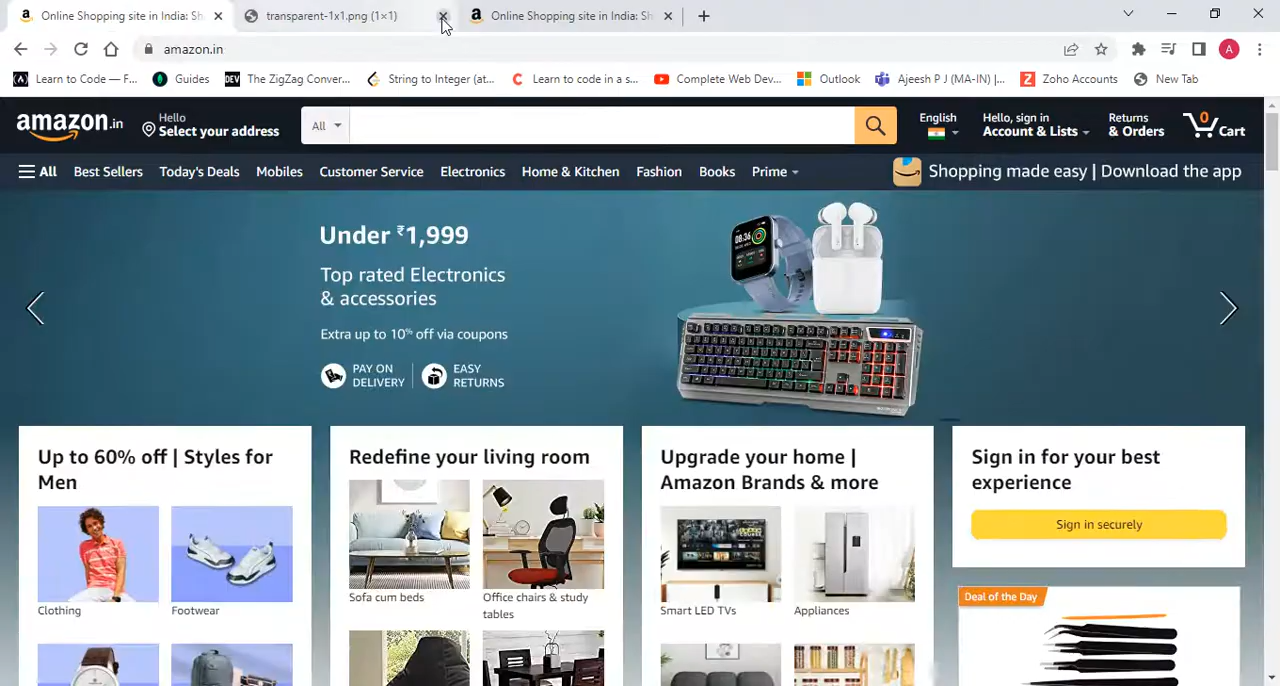 Online Shopping site in India: Sh
transparent-1x1.png (1×1)
Online Shopping site in India: Sh
amazon.in
A
Learn to Code — F...
Guides
DEV
The ZigZag Conver...
String to Integer (at...
Learn to code in a s...
Complete Web Dev...
Outlook
Ajeesh P J (MA-IN) |...
Zoho Accounts
New Tab
amazon.in
Hello
Select your address
All
English
Hello, sign in
Account & Lists
Returns
& Orders
0
Cart
All
Best Sellers
Today's Deals
Mobiles
Customer Service
Electronics
Home & Kitchen
Fashion
Books
Prime
Shopping made easy | Download the app
Under ₹1,999
Top rated Electronics
& accessories
Extra up to 10% off via coupons
PAY ON
DELIVERY
EASY
RETURNS
08:36
Up to 60% off | Styles for
Men
Clothing
Footwear
Redefine your living room
Sofa cum beds
Office chairs & study
tables
Upgrade your home |
Amazon Brands & more
Smart LED TVs
Appliances
Sign in for your best
experience
Sign in securely
Deal of the Day